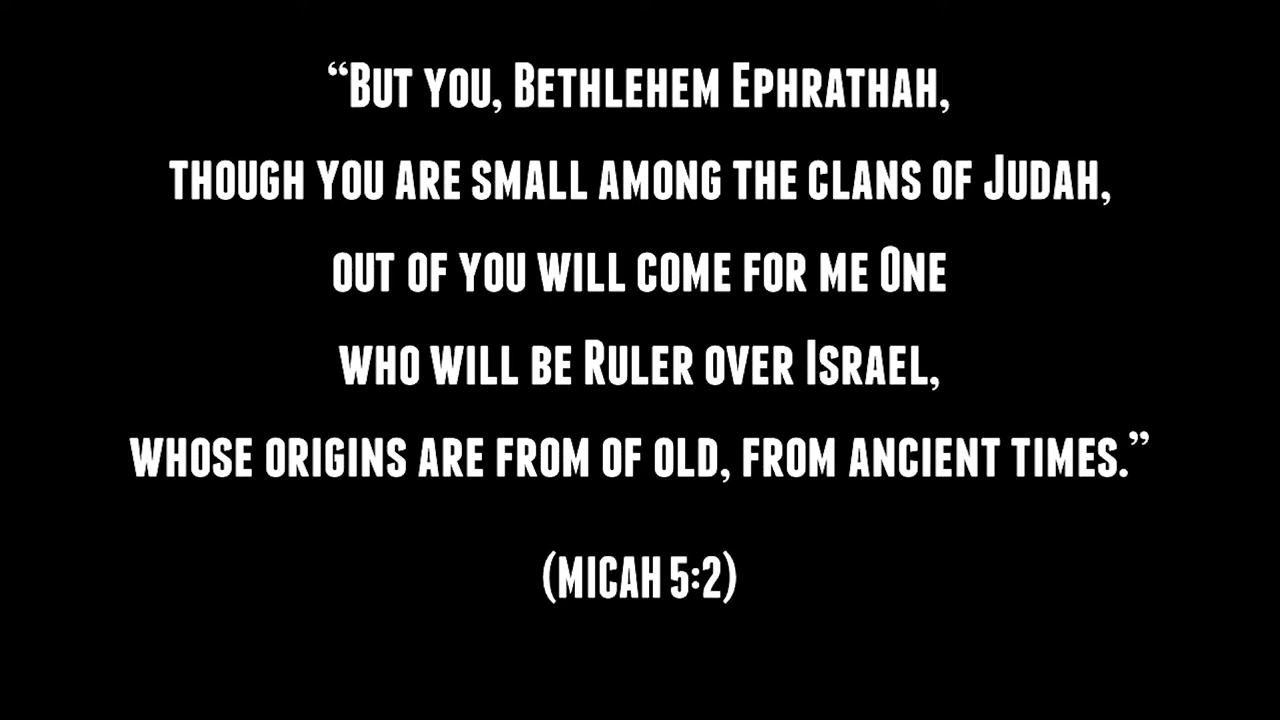 “But you, Bethlehem Ephrathah,
though you are small among the clans of Judah,
out of you will come for me One
who will be Ruler over Israel,
whose origins are from of old, from ancient times.”
(MICAH 5:2)